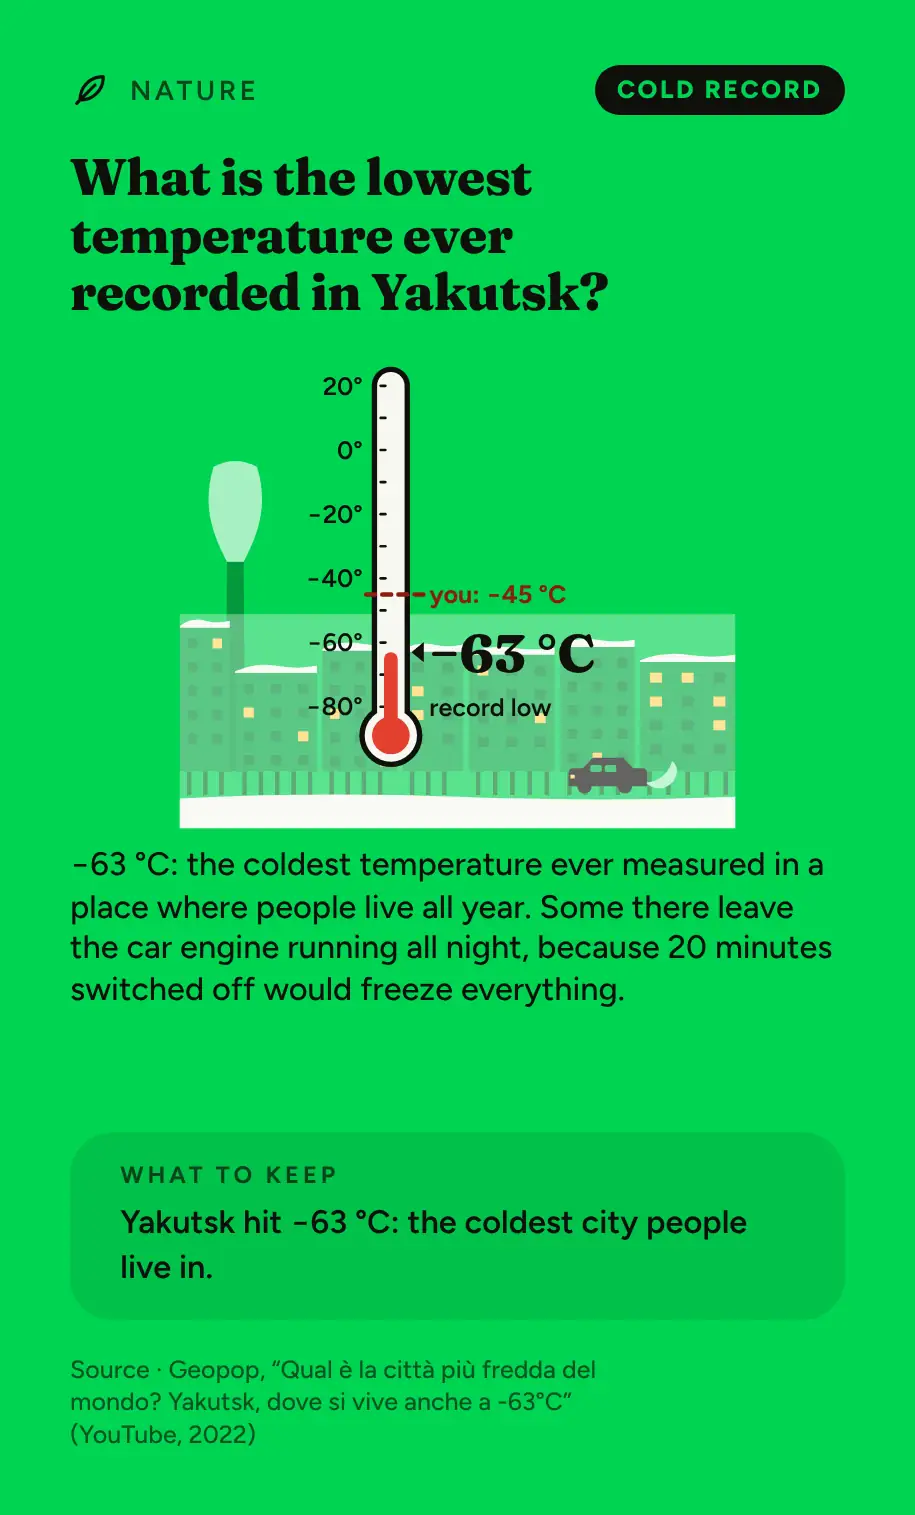 NATURE
COLD RECORD
What is the lowest
temperature ever
recorded in Yakutsk?
20°
0°
−20°
−40°
you: −45 °C
−60°
−63 °C
−80°
record low
−63 °C: the coldest temperature ever measured in a
place where people live all year. Some there leave
the car engine running all night, because 20 minutes
switched off would freeze everything.
WHAT TO KEEP
Yakutsk hit −63 °C: the coldest city people
live in.
Source · Geopop, “Qual è la città più fredda del
mondo? Yakutsk, dove si vive anche a -63°C”
(YouTube, 2022)